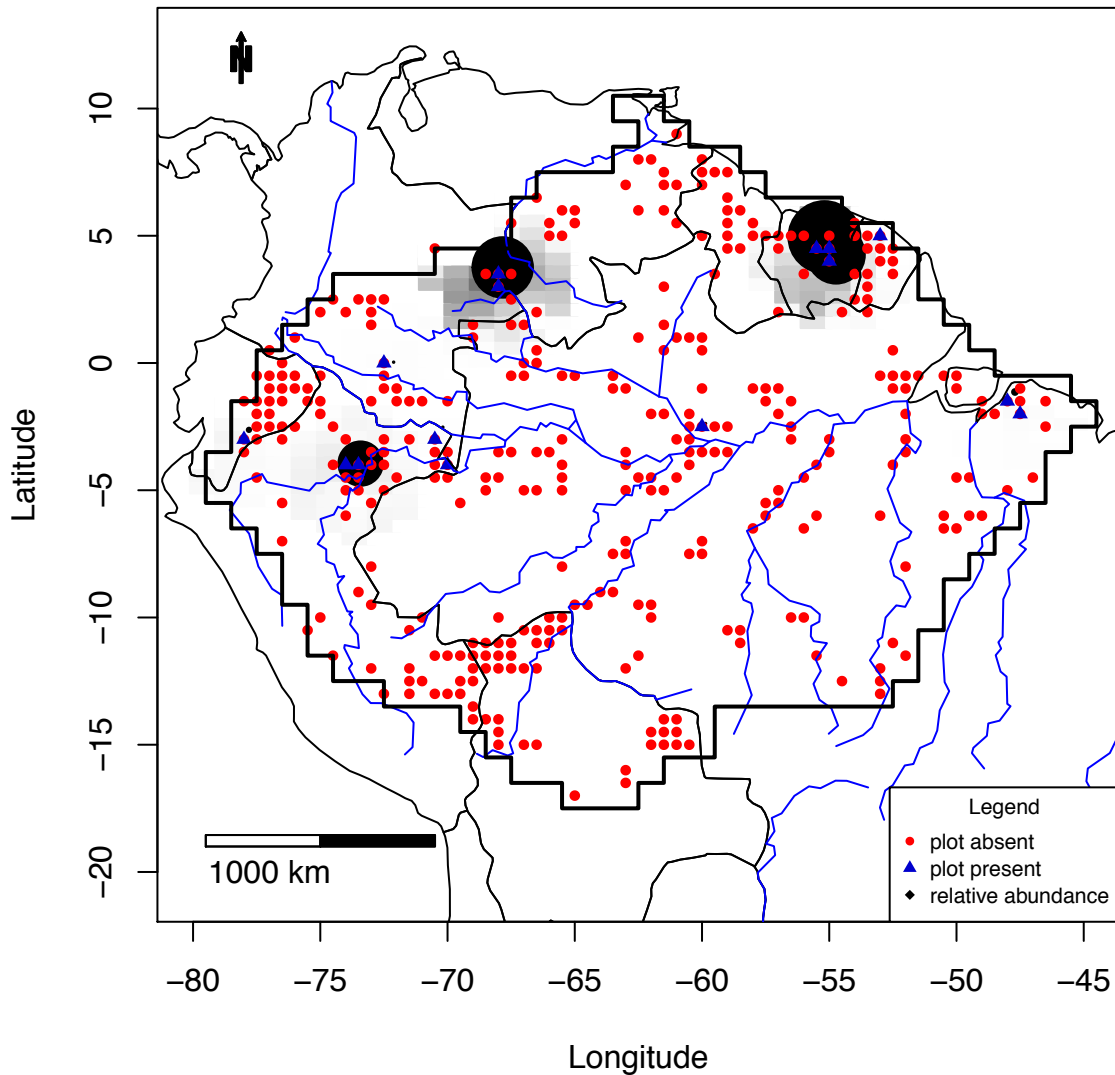 N
10
5
0
−5
−10
−15
−20
Latitude
1000 km
Legend
plot absent
plot present
relative abundance
−80
−75
−70
−65
−60
−55
−50
−45
Longitude